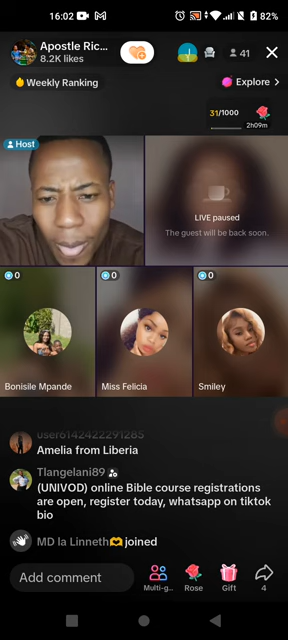 16:02
82%
Apostle Ric...
8.2K likes
41
Weekly Ranking
Explore >
31/1000
2h09m
Host
LIVE paused
The guest will be back soon.
0
0
0
Bonisile Mpande
Miss Felicia
Smiley
user6142422291285
Amelia from Liberia
Tlangelani89
(UNIVOD) online Bible course registrations
are open, register today, whatsapp on tiktok
bio
MD la Linneth🫶 joined
Add comment
Multi-g...
Rose
Gift
4